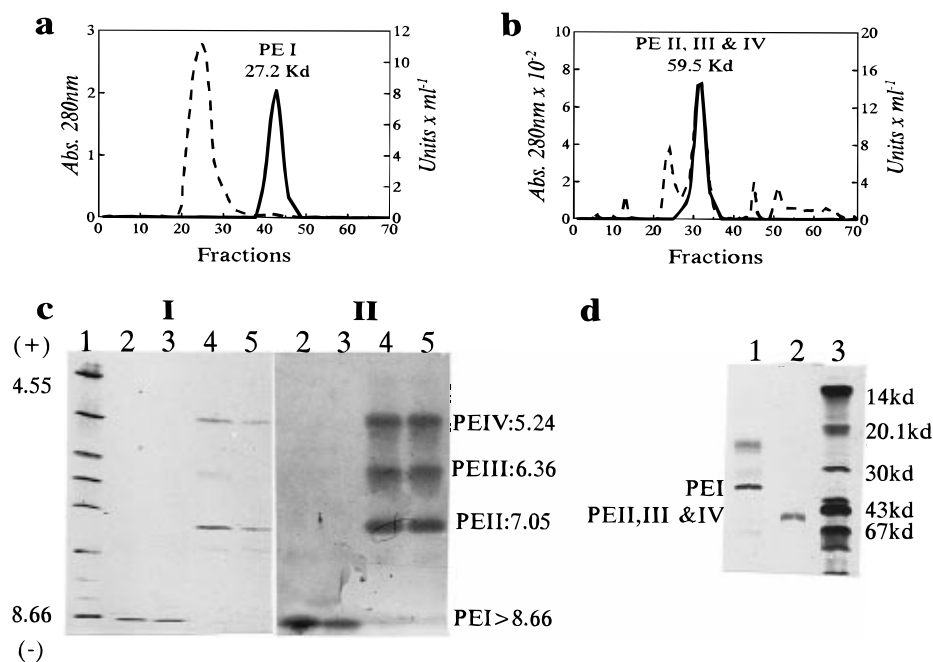 a
PE I
27.2 Kd
Abs. 280nm
Units x ml-1
3
2
1
0
12
10
8
6
4
2
0
0 10 20 30 40 50 60 70
Fractions
b
PE II, III & IV
59.5 Kd
Abs. 280nm x 10-2
Units x ml-1
10
8
6
4
2
0
20
16
12
8
4
0
0 10 20 30 40 50 60 70
Fractions
c
I
II
(+)
1 2 3 4 5
2 3 4 5
4.55
8.66
(-)
PEIV:5.24
PEIII:6.36
PEII:7.05
PEI>8.66
d
1 2 3
14kd
20.1kd
30kd
43kd
67kd
PEI
PEII,III &IV